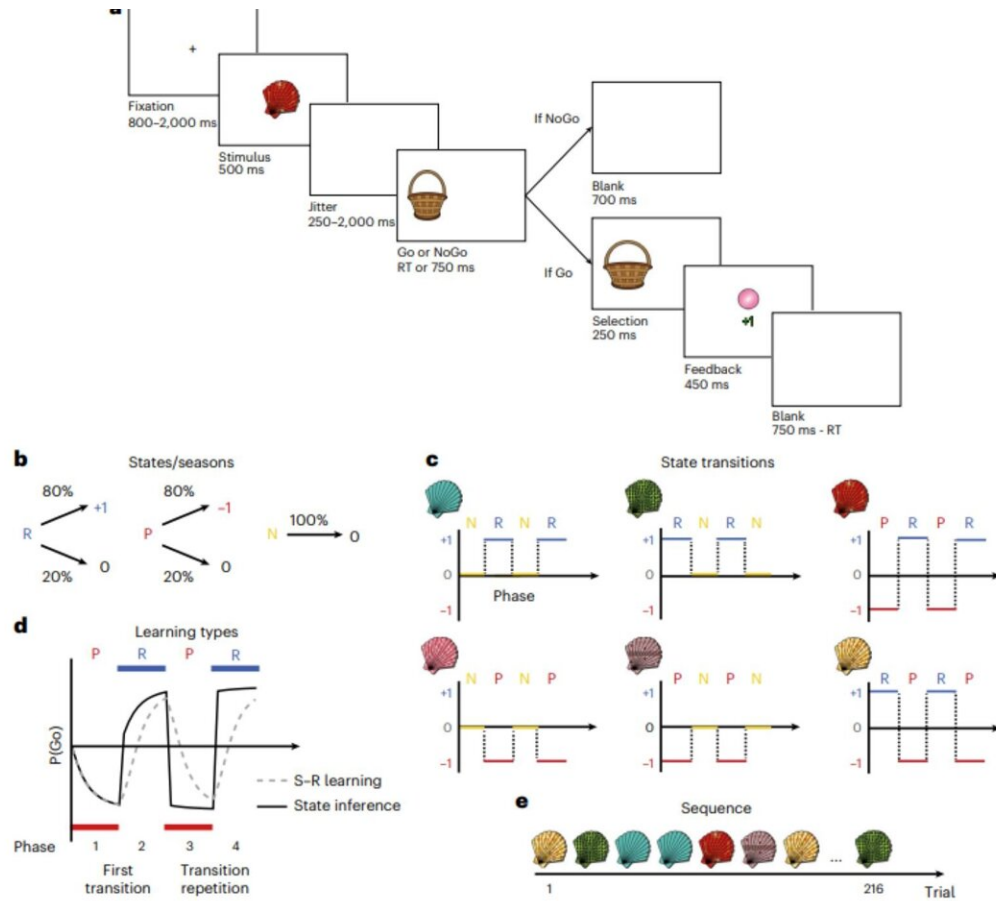 a
+
Fixation
800–2,000 ms
Stimulus
500 ms
Jitter
250–2,000 ms
Go or NoGo
RT or 750 ms
If NoGo
Blank
700 ms
If Go
Selection
250 ms
+1
Feedback
450 ms
Blank
750 ms - RT
b
States/seasons
R
80%
+1
20%
0
P
80%
−1
20%
0
N
100%
0
c
State transitions
N R N R
+1
0
−1
Phase
R N R N
+1
0
−1
P R P R
+1
0
−1
N P N P
+1
0
−1
P N P N
+1
0
−1
R P R P
+1
0
−1
d
Learning types
P R P R
P(Go)
S–R learning
State inference
Phase 1 2 3 4
First
transition
Transition
repetition
e
Sequence
...
1 216 Trial